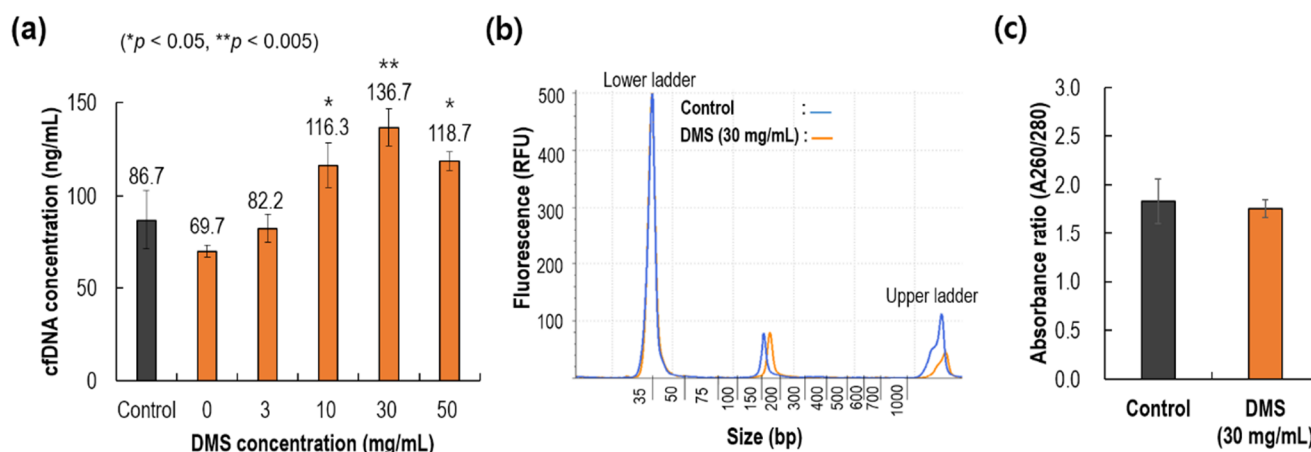 (a)
(*p < 0.05, **p < 0.005)
cfDNA concentration (ng/mL)
150
100
50
0
86.7
69.7
82.2
*
116.3
**
136.7
*
118.7
Control 0 3 10 30 50
DMS concentration (mg/mL)
(b)
Lower ladder
Control :
DMS (30 mg/mL) :
Upper ladder
Fluorescence (RFU)
500
400
300
200
100
35 50 75 100 150 200 300 400 500 600 700 1000
Size (bp)
(c)
Absorbance ratio (A260/280)
3.0
2.5
2.0
1.5
1.0
0.5
0.0
Control
DMS
(30 mg/mL)